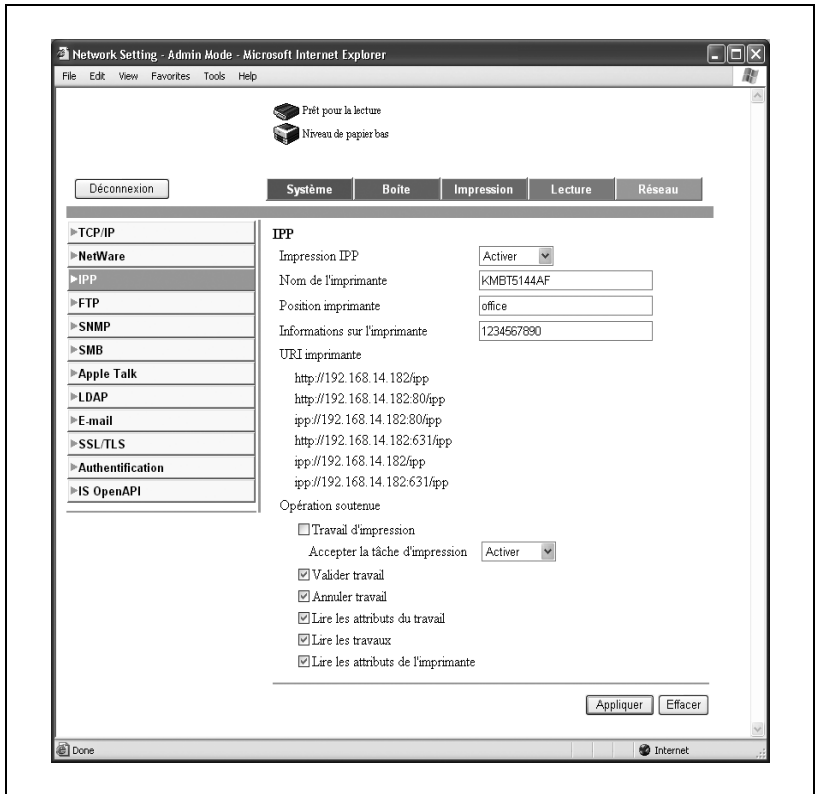 Network Setting - Admin Mode - Microsoft Internet Explorer
File Edit View Favorites Tools Help
Prêt pour la lecture
Niveau de papier bas
Déconnexion
Système Boîte Impression Lecture Réseau
TCP/IP
NetWare
IPP
FTP
SNMP
SMB
Apple Talk
LDAP
E-mail
SSL/TLS
Authentification
IS OpenAPI
IPP
Impression IPP Activer
Nom de l'imprimante KMBT5144AF
Position imprimante office
Informations sur l'imprimante 1234567890
URI imprimante
http://192.168.14.182/ipp
http://192.168.14.182:80/ipp
ipp://192.168.14.182:80/ipp
http://192.168.14.182:631/ipp
ipp://192.168.14.182/ipp
ipp://192.168.14.182:631/ipp
Opération soutenue
Travail d'impression
Accepter la tâche d'impression Activer
Valider travail
Annuler travail
Lire les attributs du travail
Lire les travaux
Lire les attributs de l'imprimante
Appliquer Effacer
Done Internet